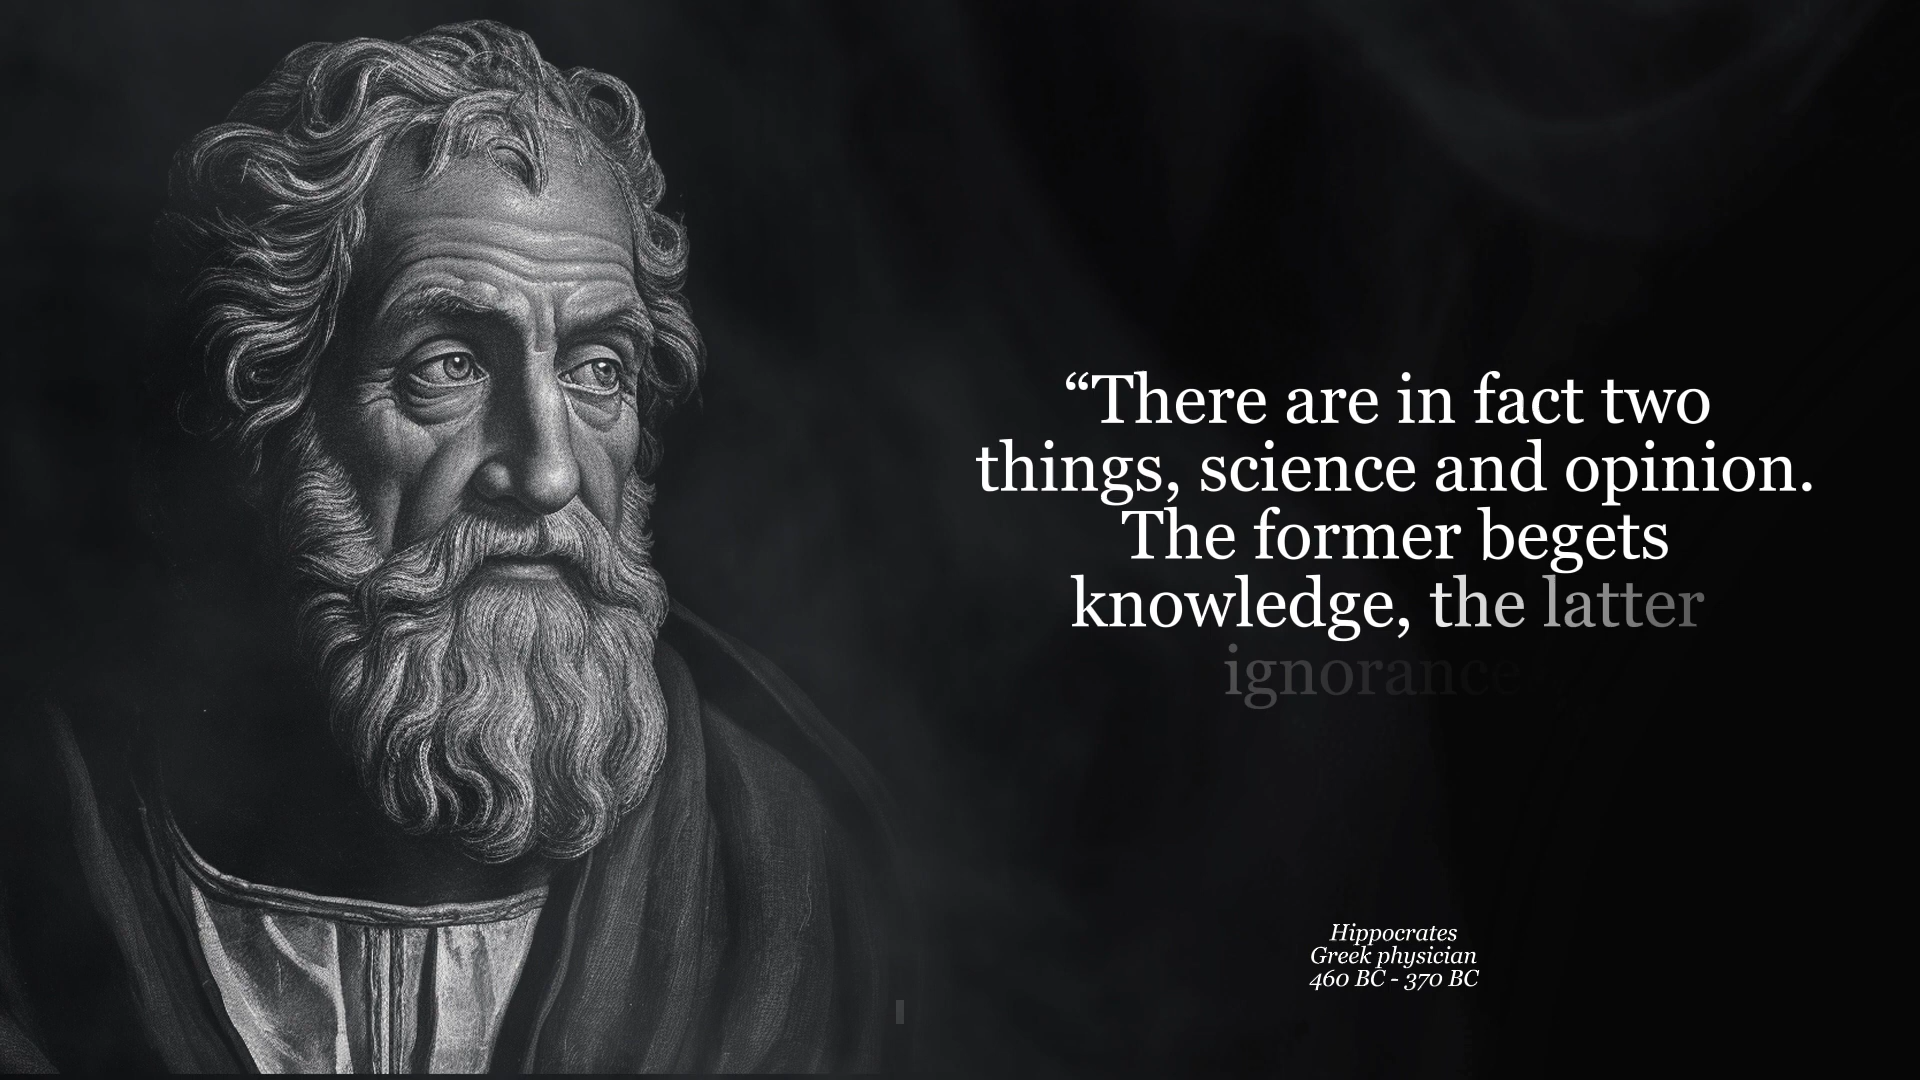 “There are in fact two
things, science and opinion.
The former begets
knowledge, the latter
ignorance
Hippocrates
Greek physician
460 BC - 370 BC